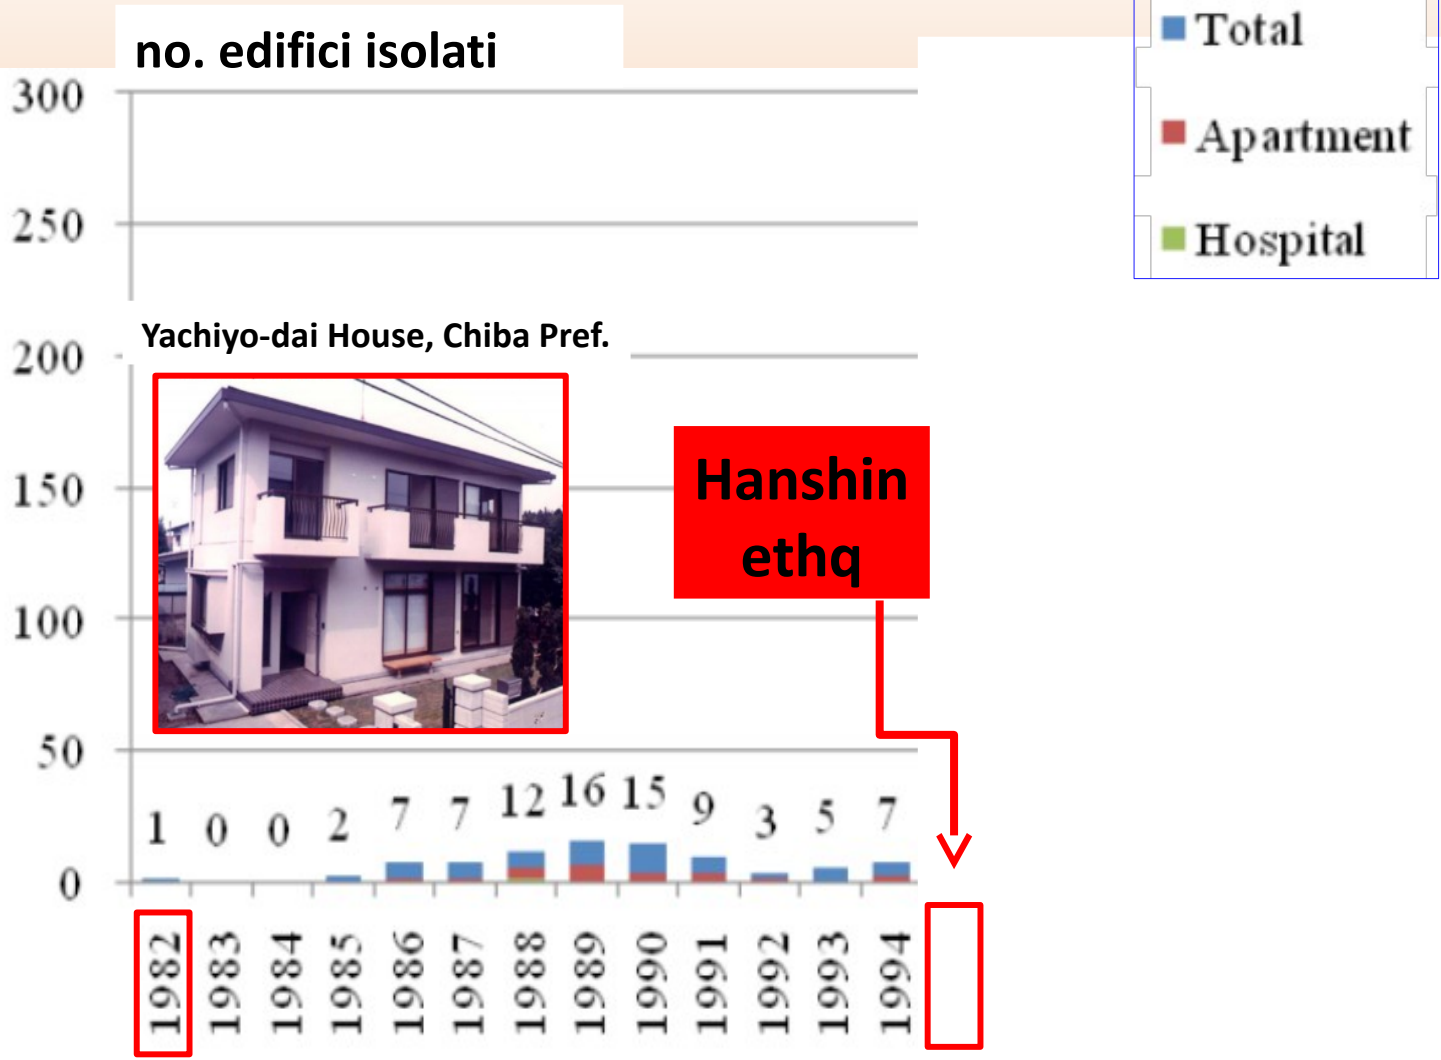 no. edifici isolati
Total
Apartment
Hospital
300
250
200
150
100
50
0
Yachiyo-dai House, Chiba Pref.
Hanshin
ethq
1 0 0 2 7 7 12 16 15 9 3 5 7
1982 1983 1984 1985 1986 1987 1988 1989 1990 1991 1992 1993 1994